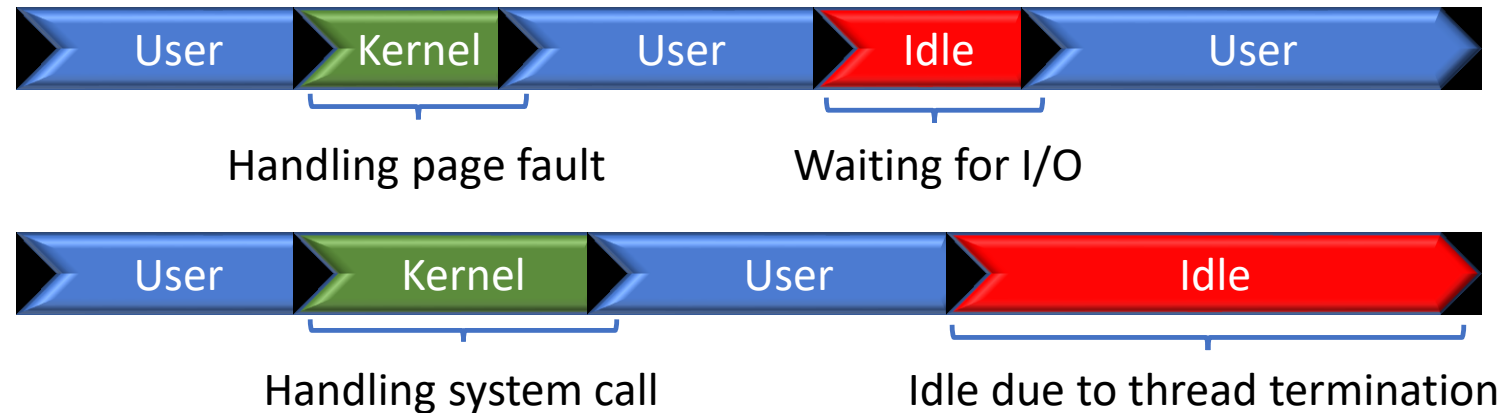 User Kernel User Idle User
Handling page fault Waiting for I/O
User Kernel User Idle
Handling system call Idle due to thread termination